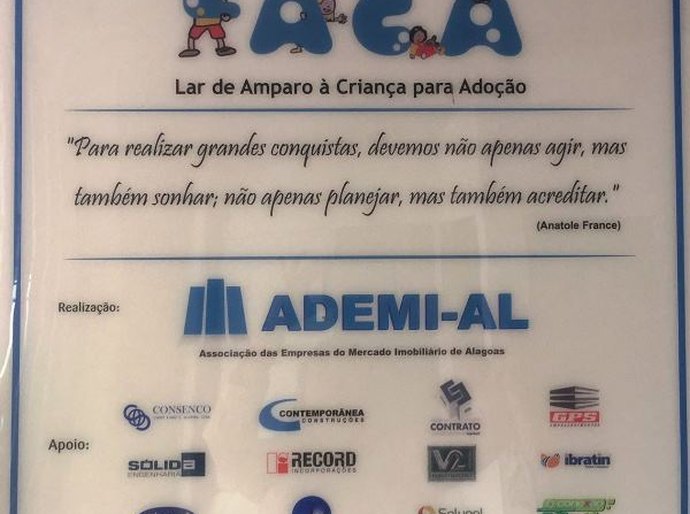 Lar de Amparo à Criança para Adoção
"Para realizar grandes conquistas, devemos não apenas agir, mas
também sonhar; não apenas planejar, mas também acreditar."
(Anatole France)
Realização:
ADEMI-AL
Associação das Empresas do Mercado Imobiliário de Alagoas
Apoio:
CONSENCO
CONTEMPORÂNEA
CONSTRUÇÕES
CONTRATO
GPS
SÓLIDA
ENGENHARIA
RECORD
INCORPORAÇÕES
V2
ibratin